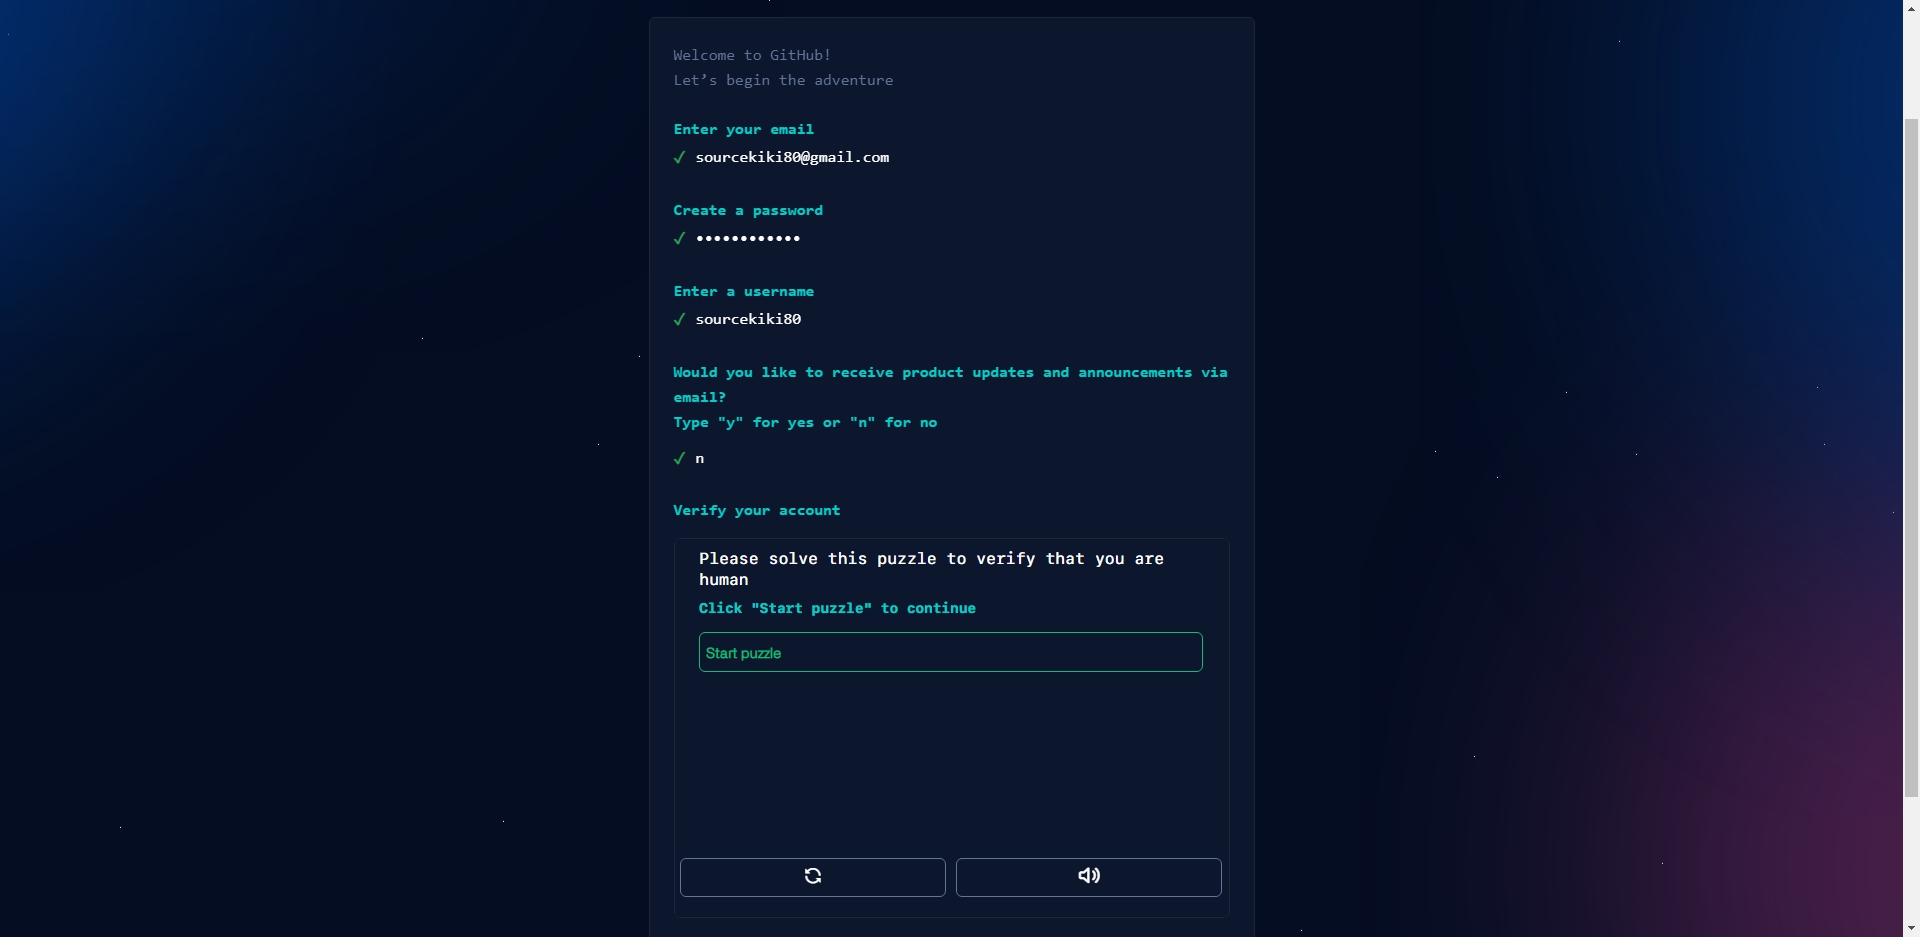 Welcome to GitHub!
Let’s begin the adventure
Enter your email
✓ sourcekiki80@gmail.com
Create a password
✓ ••••••••••••
Enter a username
✓ sourcekiki80
Would you like to receive product updates and announcements via
email?
Type "y" for yes or "n" for no
✓ n
Verify your account
Please solve this puzzle to verify that you are
human
Click "Start puzzle" to continue
Start puzzle